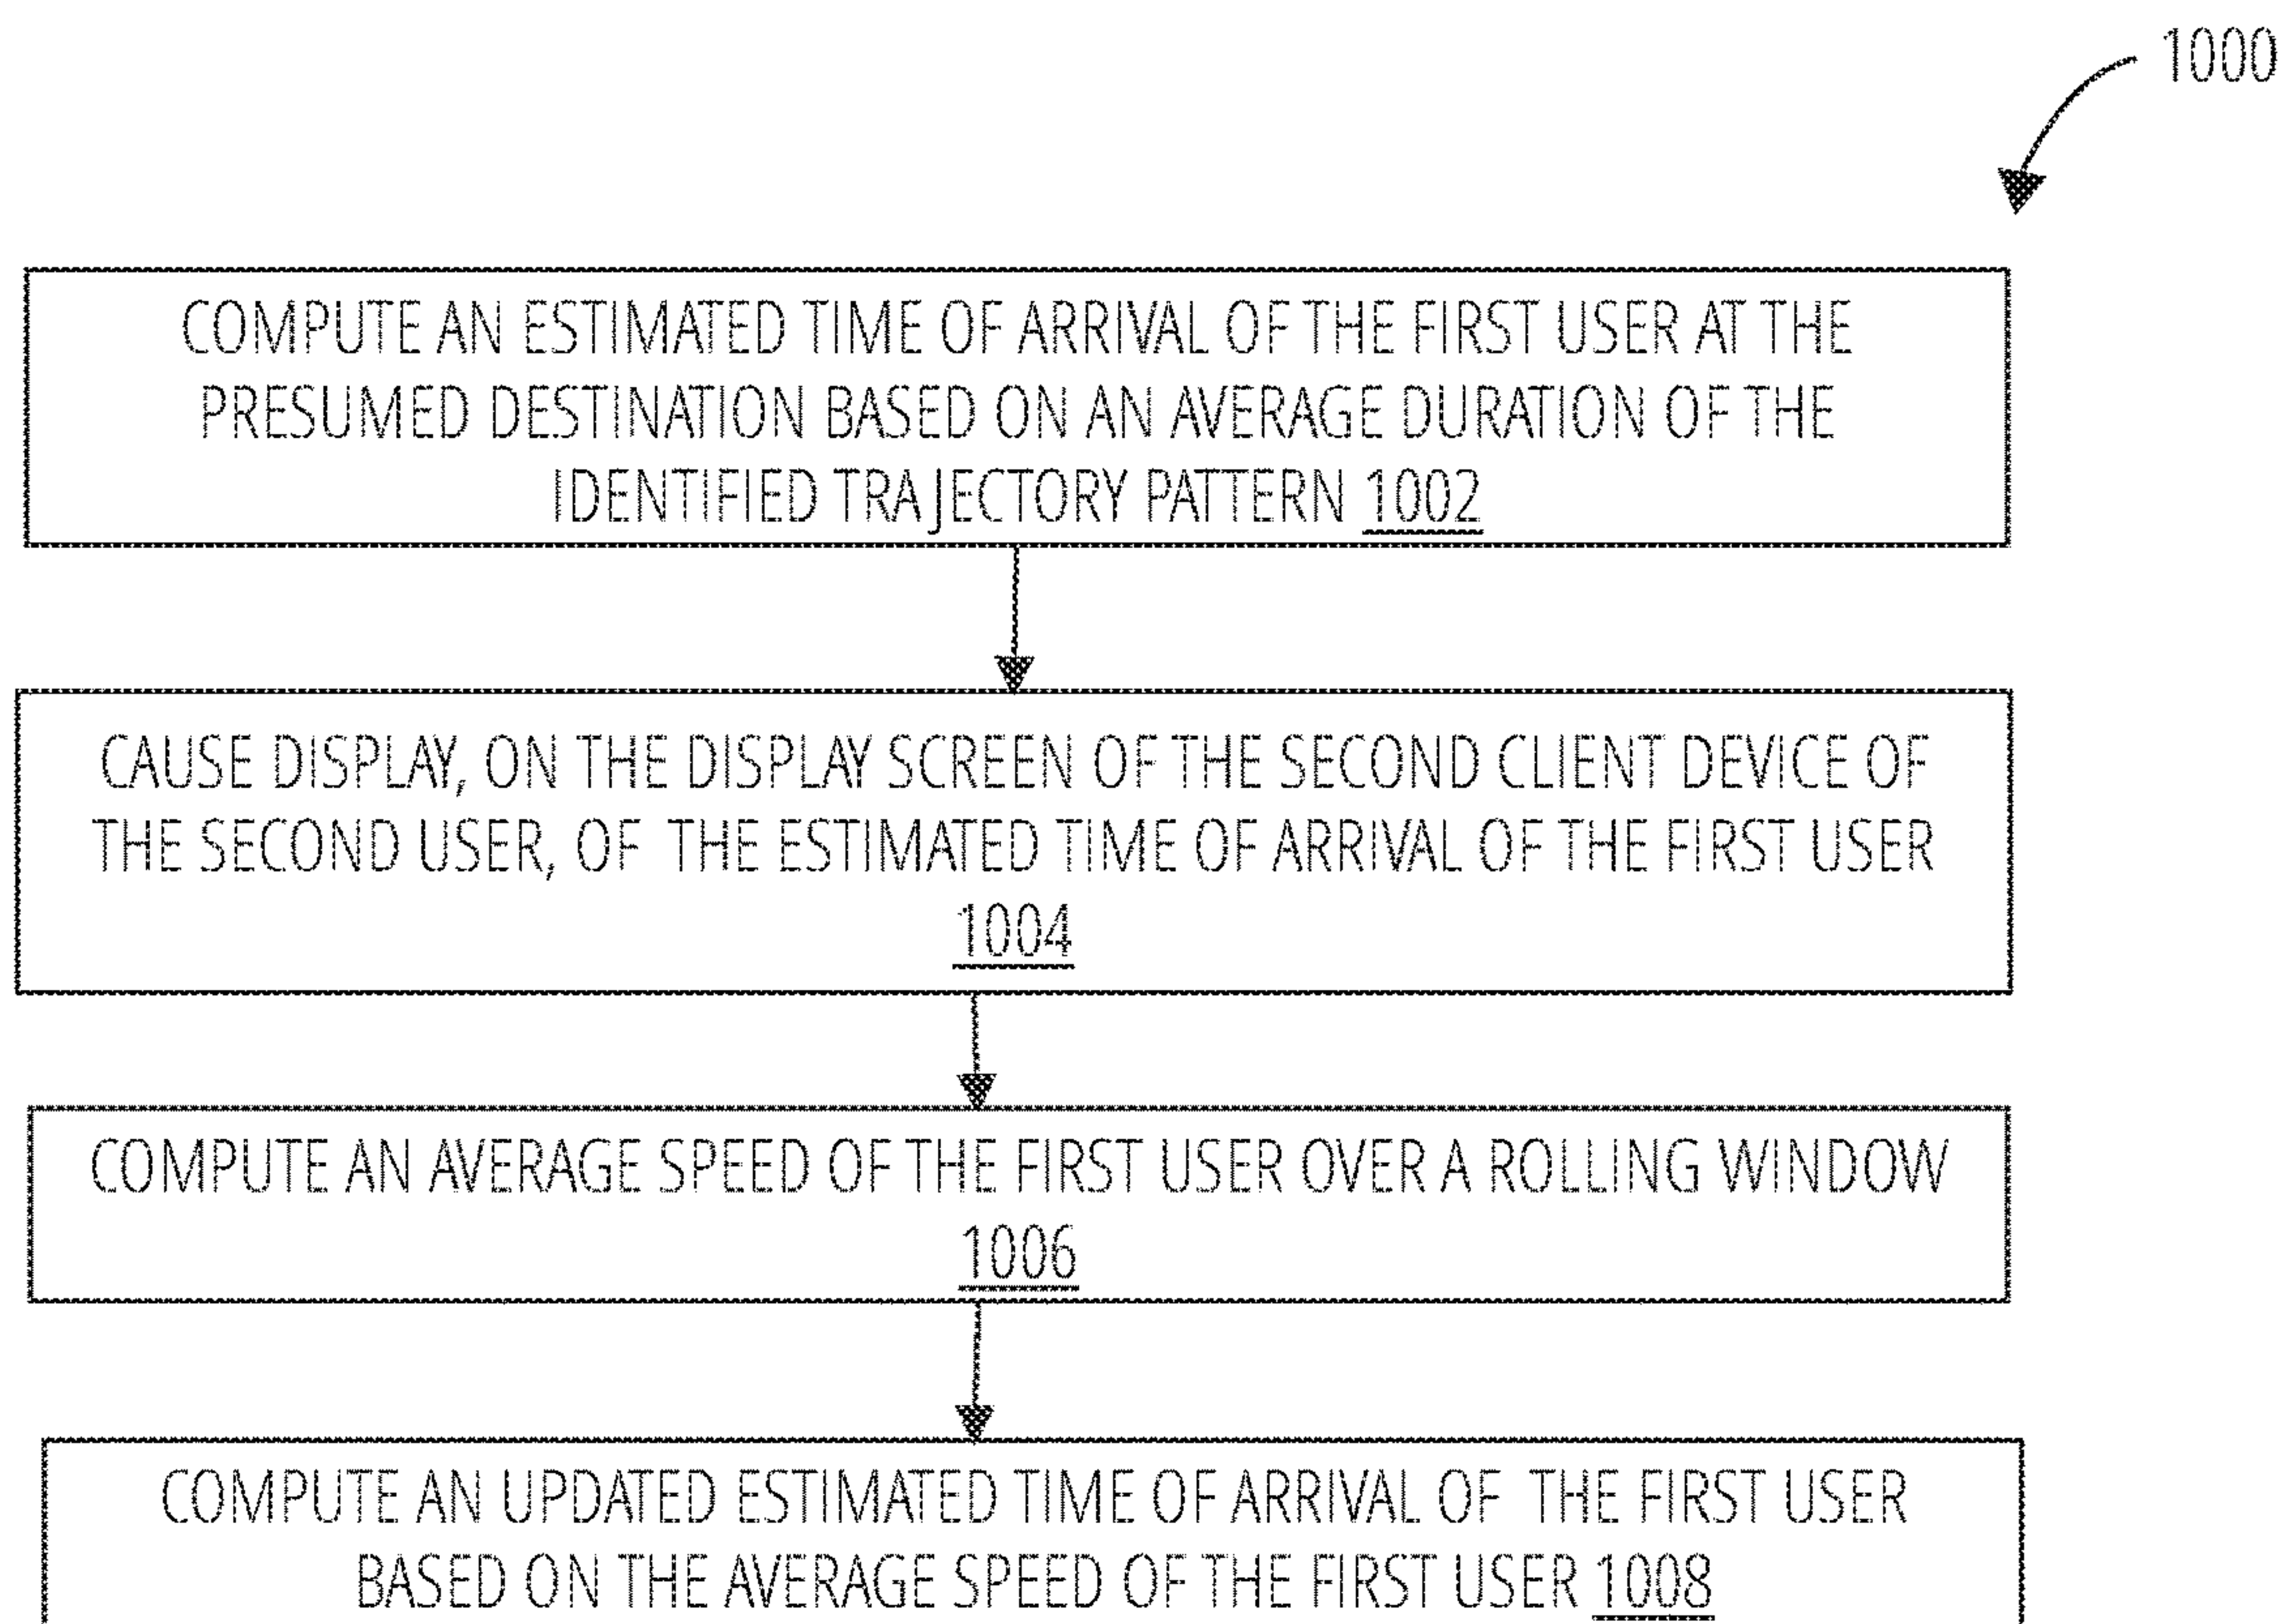 1000
COMPUTE AN ESTIMATED TIME OF ARRIVAL OF THE FIRST USER AT THE
PRESUMED DESTINATION BASED ON AN AVERAGE DURATION OF THE
IDENTIFIED TRAJECTORY PATTERN 1002
CAUSE DISPLAY, ON THE DISPLAY SCREEN OF THE SECOND CLIENT DEVICE OF
THE SECOND USER, OF THE ESTIMATED TIME OF ARRIVAL OF THE FIRST USER
1004
COMPUTE AN AVERAGE SPEED OF THE FIRST USER OVER A ROLLING WINDOW
1006
COMPUTE AN UPDATED ESTIMATED TIME OF ARRIVAL OF THE FIRST USER
BASED ON THE AVERAGE SPEED OF THE FIRST USER 1008